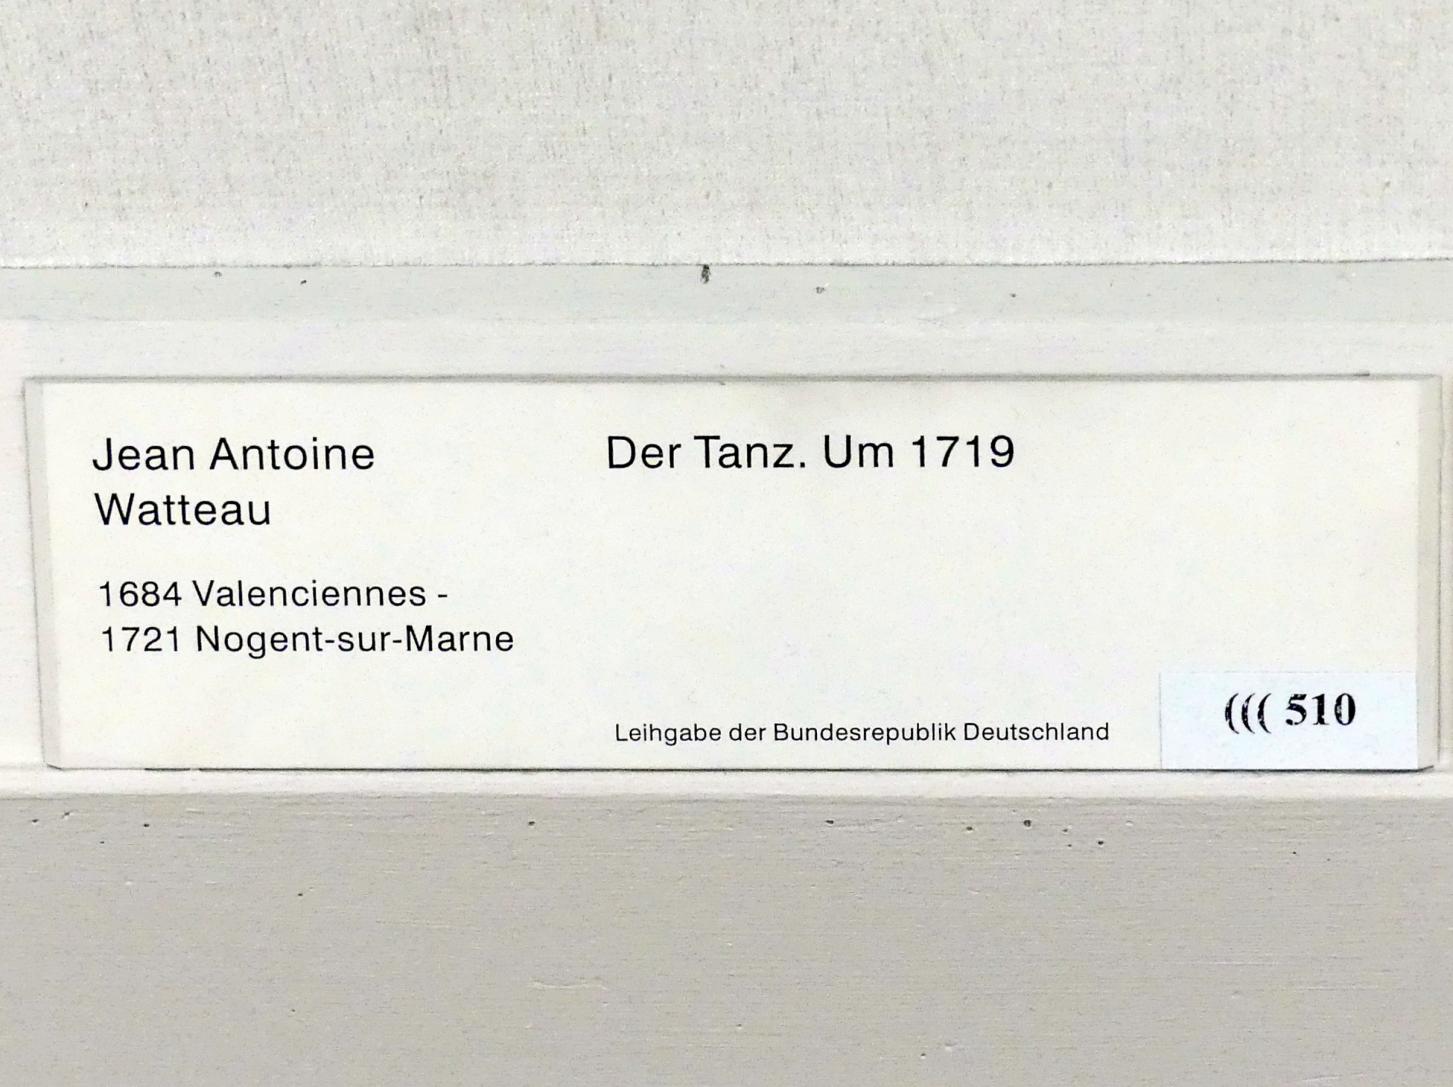 Jean Antoine
Watteau
1684 Valenciennes -
1721 Nogent-sur-Marne
Der Tanz. Um 1719
Leihgabe der Bundesrepublik Deutschland
((( 510